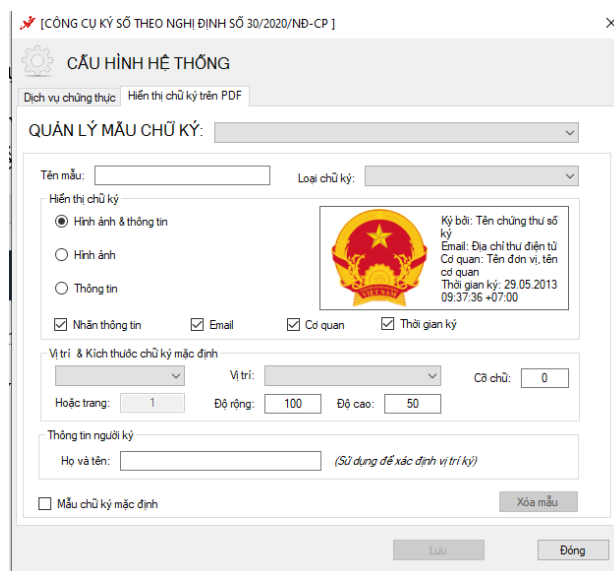 [CÔNG CỤ KÝ SỐ THEO NGHỊ ĐỊNH SỐ 30/2020/NĐ-CP ]
CẤU HÌNH HỆ THỐNG
Dịch vụ chứng thực Hiển thị chữ ký trên PDF
QUẢN LÝ MẪU CHỮ KÝ:
Tên mẫu: Loại chữ ký:
Hiển thị chữ ký
Hình ảnh & thông tin
Hình ảnh
Thông tin
VIỆT NAM
Ký bởi: Tên chứng thư số
ký
Email: Địa chỉ thư điện tử
Cơ quan: Tên đơn vị, tên
cơ quan
Thời gian ký: 29.05.2013
09:37:36 +07:00
Nhãn thông tin Email Cơ quan Thời gian ký
Vị trí & Kích thước chữ ký mặc định
Vị trí: Cỡ chữ: 0
Hoặc trang: 1 Độ rộng: 100 Độ cao: 50
Thông tin người ký
Họ và tên: (Sử dụng để xác định vị trí ký)
Mẫu chữ ký mặc định Xóa mẫu
Lưu Đóng